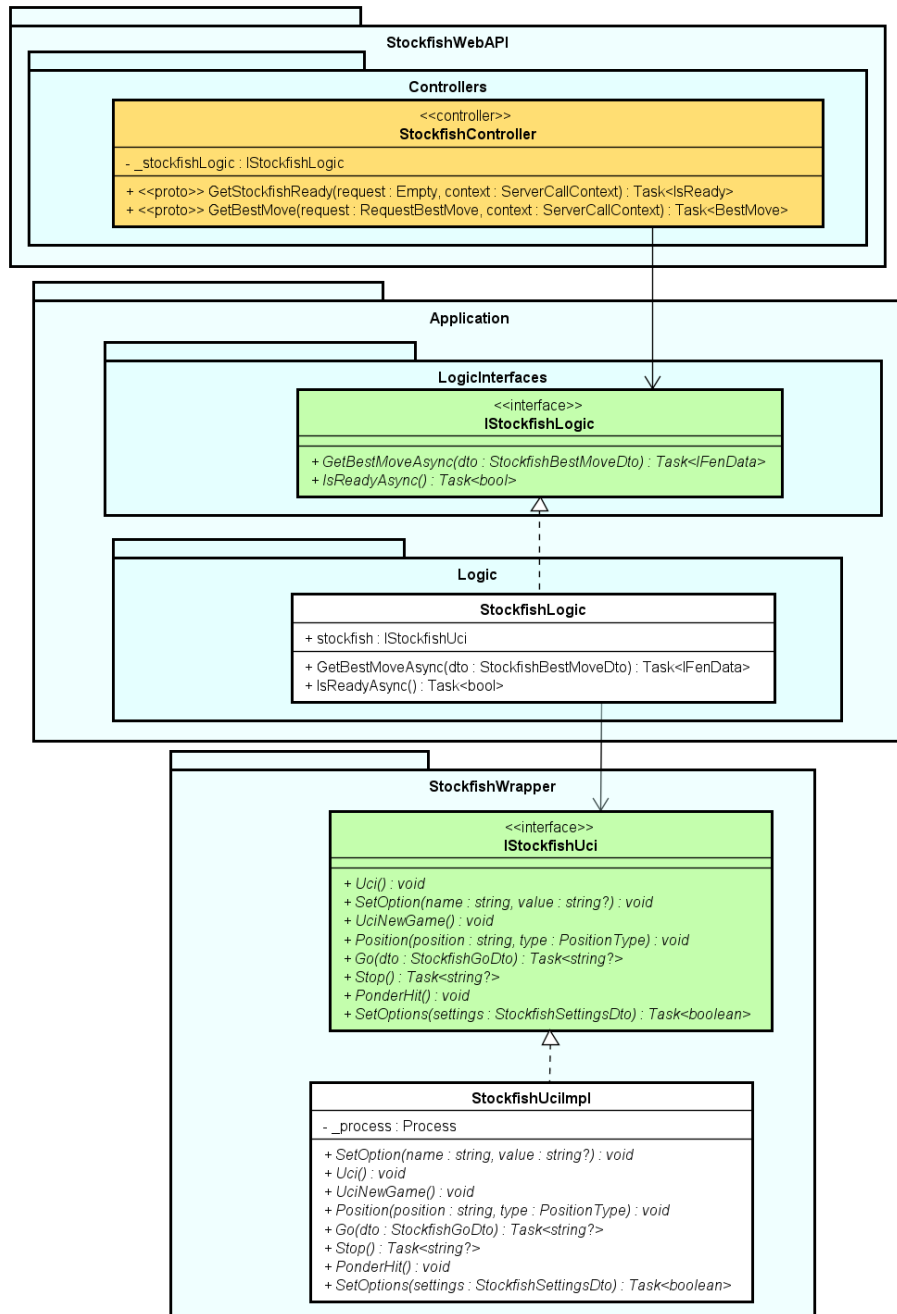 StockfishWebAPI
Controllers
<<controller>>
StockfishController
- _stockfishLogic : IStockfishLogic
+ <<proto>> GetStockfishReady(request : Empty, context : ServerCallContext) : Task<IsReady>
+ <<proto>> GetBestMove(request : RequestBestMove, context : ServerCallContext) : Task<BestMove>
Application
LogicInterfaces
<<interface>>
IStockfishLogic
+ GetBestMoveAsync(dto : StockfishBestMoveDto) : Task<IFenData>
+ IsReadyAsync() : Task<bool>
Logic
StockfishLogic
+ stockfish : IStockfishUci
+ GetBestMoveAsync(dto : StockfishBestMoveDto) : Task<IFenData>
+ IsReadyAsync() : Task<bool>
StockfishWrapper
<<interface>>
IStockfishUci
+ Uci() : void
+ SetOption(name : string, value : string?) : void
+ UciNewGame() : void
+ Position(position : string, type : PositionType) : void
+ Go(dto : StockfishGoDto) : Task<string?>
+ Stop() : Task<string?>
+ PonderHit() : void
+ SetOptions(settings : StockfishSettingsDto) : Task<boolean>
StockfishUciImpl
- _process : Process
+ SetOption(name : string, value : string?) : void
+ Uci() : void
+ UciNewGame() : void
+ Position(position : string, type : PositionType) : void
+ Go(dto : StockfishGoDto) : Task<string?>
+ Stop() : Task<string?>
+ PonderHit() : void
+ SetOptions(settings : StockfishSettingsDto) : Task<boolean>